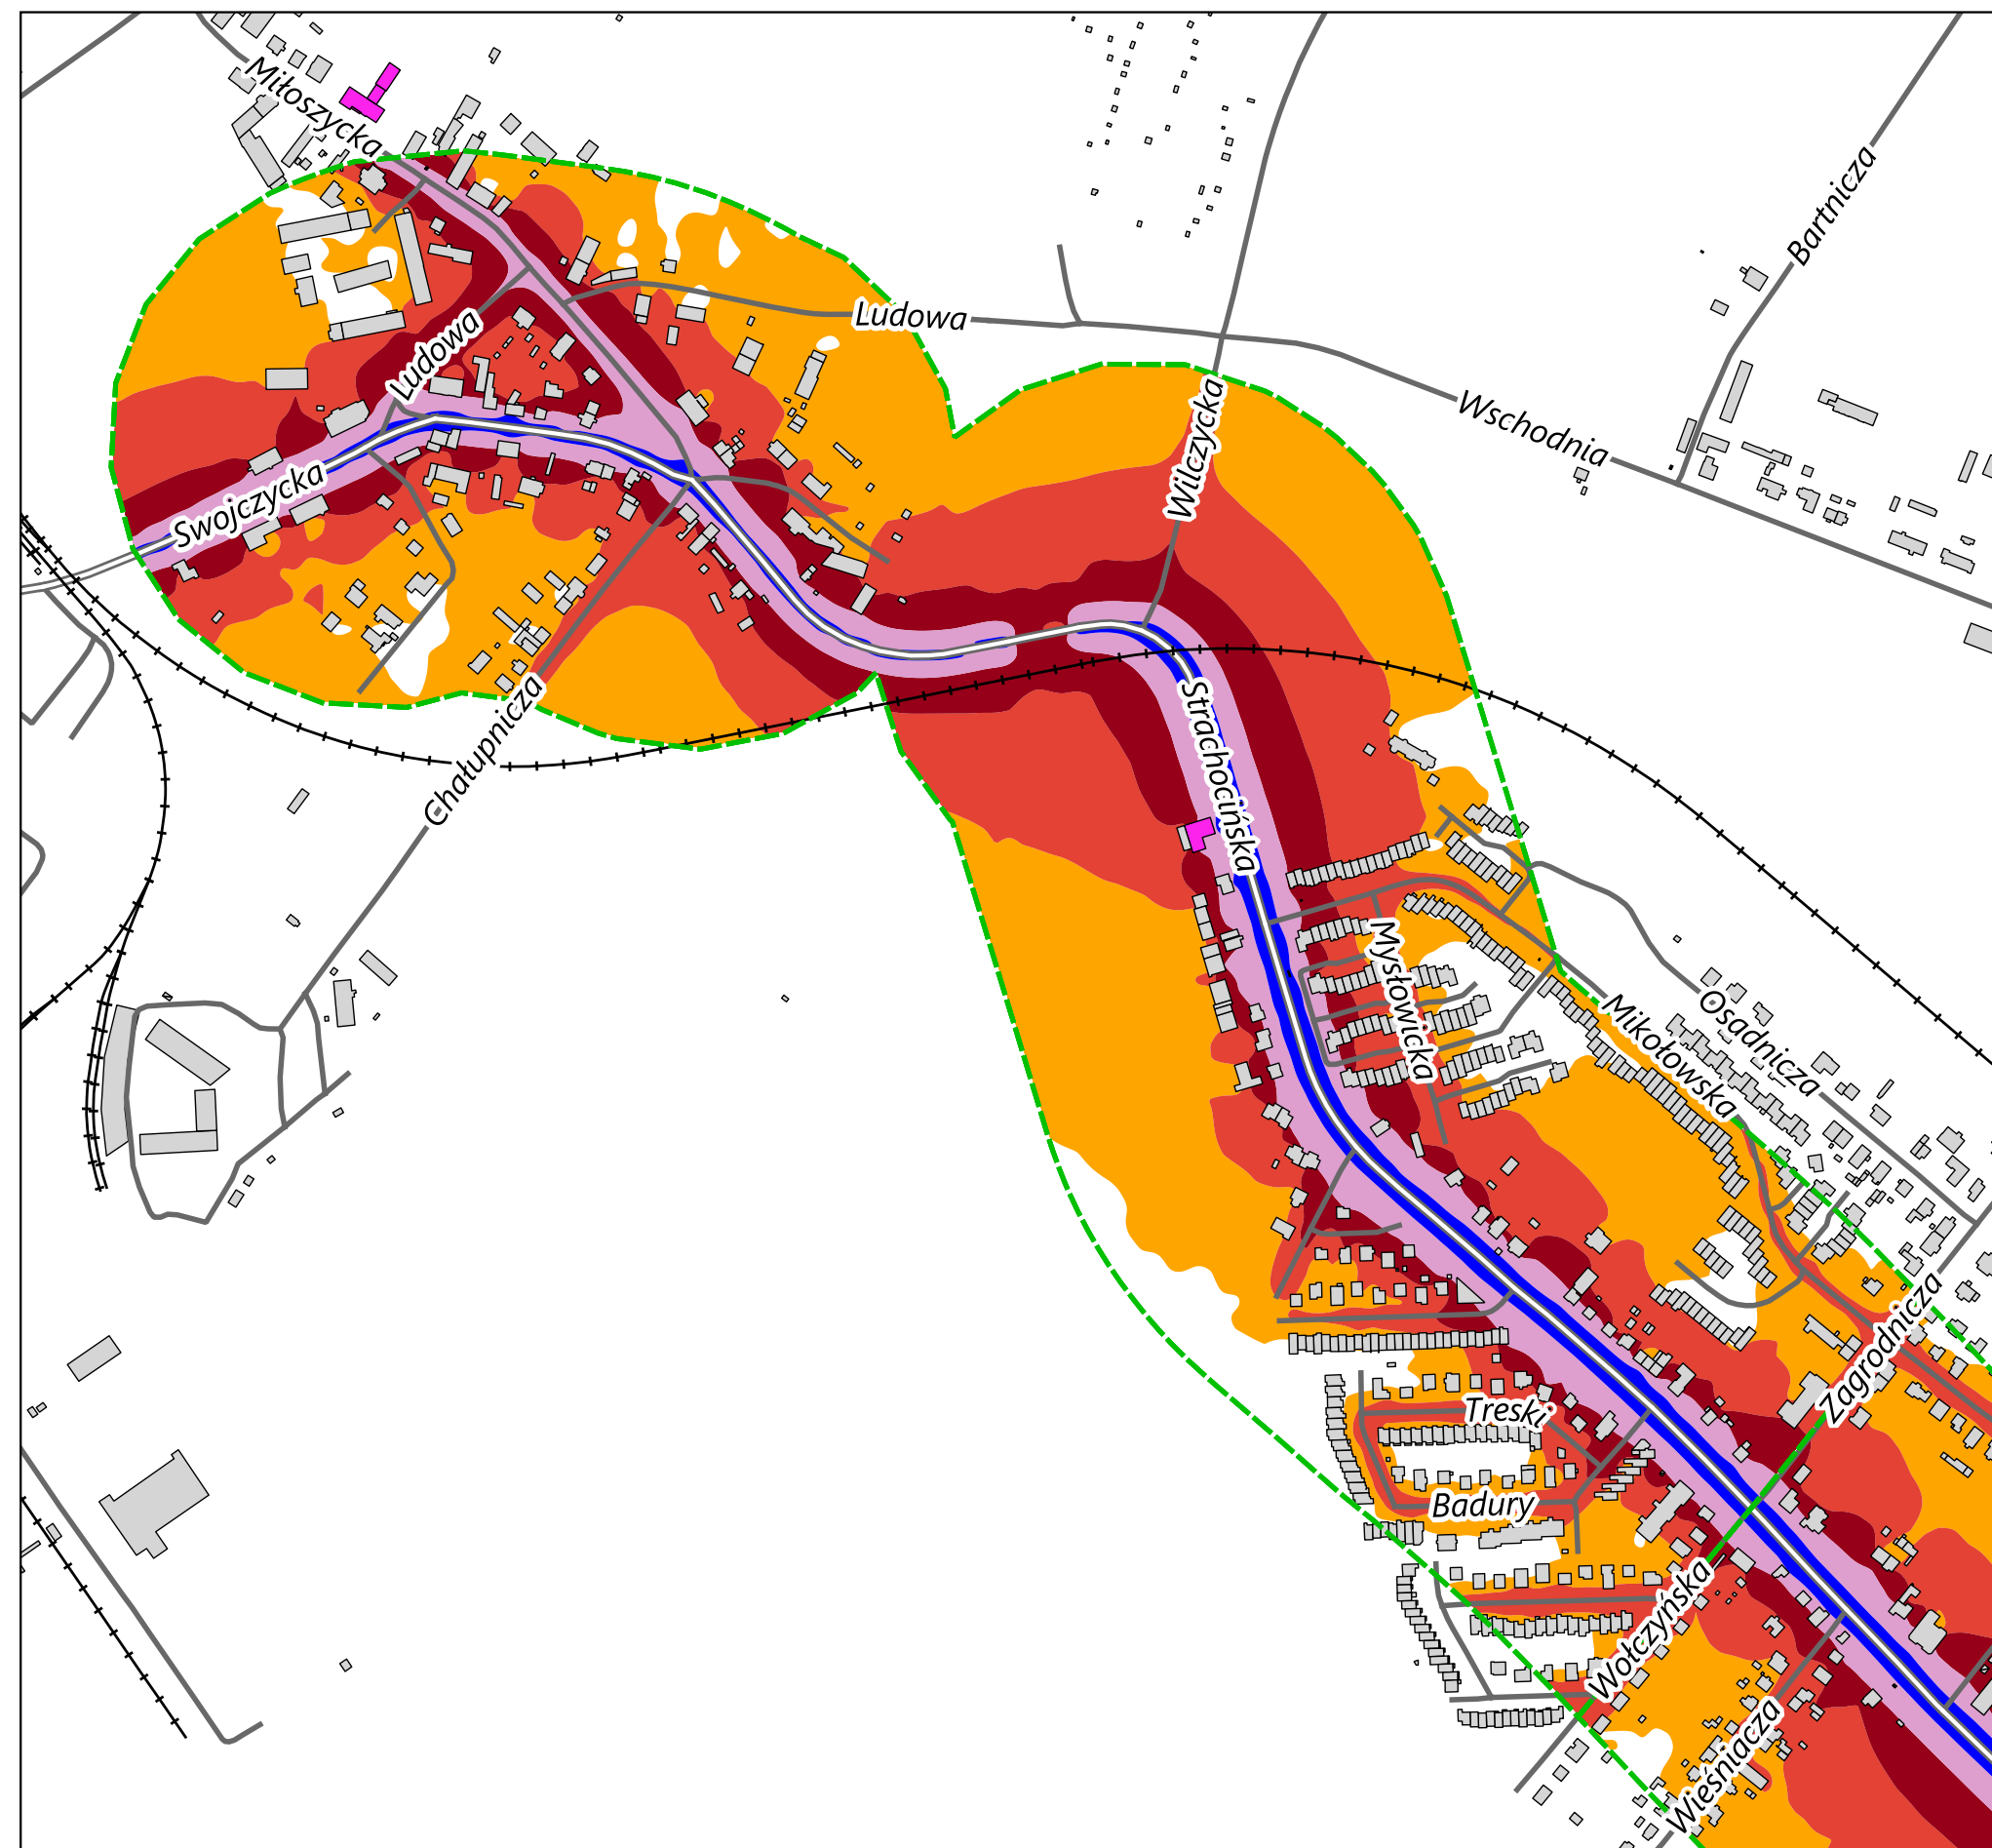 Miłoszycka
Bartnicza
Ludowa
Ludowa
Wilczycka
Wschodnia
Swojczycka
Chałupnicza
Strachocińska
Mysłowicka
Mikołowska
Osadnicza
Zagrodnicza
Treski
Badury
Wołczyńska
Wieśniacza